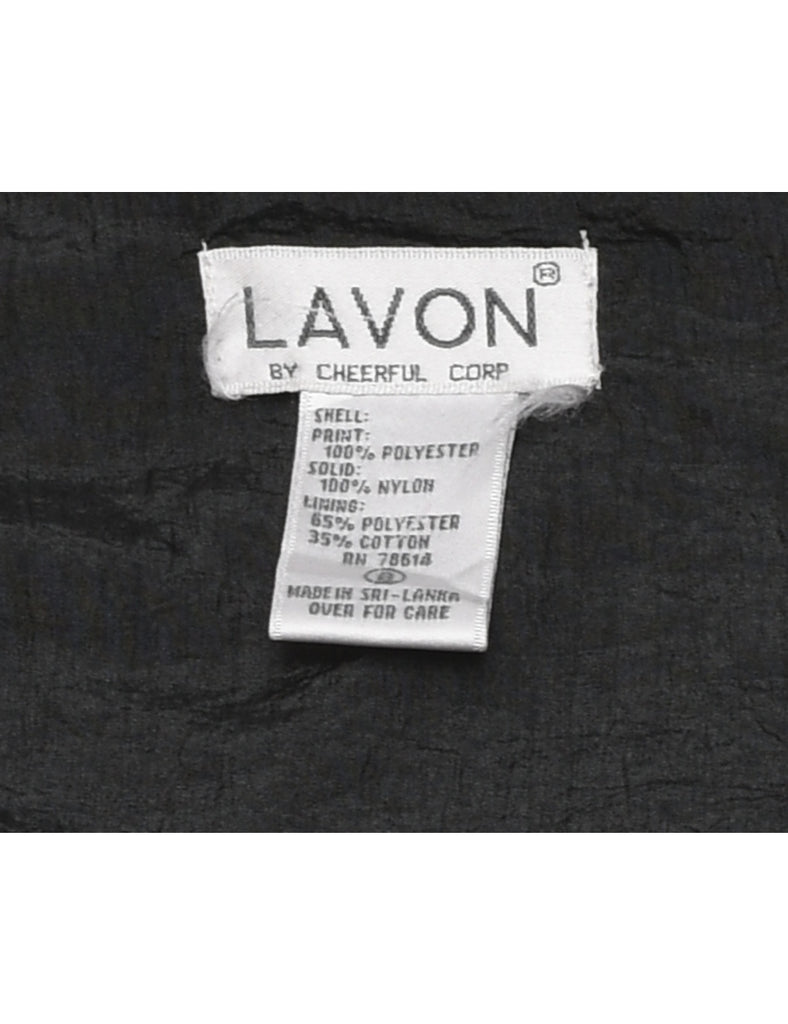 LAVON®
BY CHEERFUL CORP
SHELL:
PRINT:
100% POLYESTER
SOLID:
100% NYLON
LINING:
65% POLYESTER
35% COTTON
RN 78614
MADE IN SRI-LANKA
OVER FOR CARE